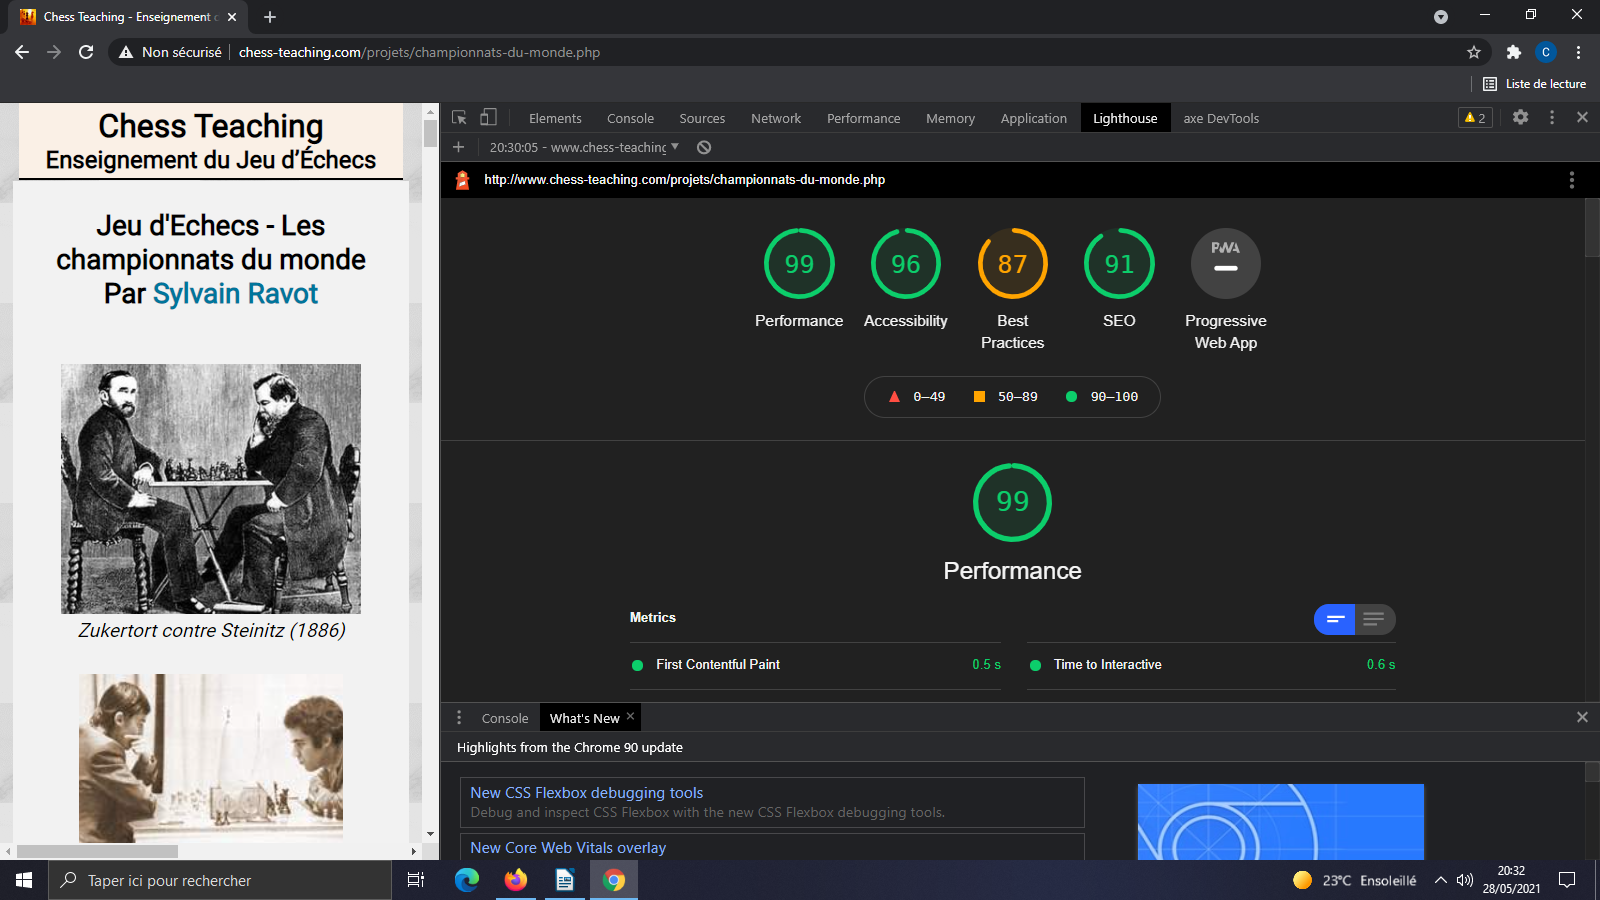 Chess Teaching - Enseignement d
Non sécurisé
chess-teaching.com/projets/championnats-du-monde.php
C
Liste de lecture
Chess Teaching
Enseignement du Jeu d'Échecs
Jeu d'Echecs - Les
championnats du monde
Par Sylvain Ravot
Zukertort contre Steinitz (1886)
Elements Console Sources Network Performance Memory Application Lighthouse axe DevTools
2
20:30:05 - www.chess-teaching
http://www.chess-teaching.com/projets/championnats-du-monde.php
99 96 87 91 PWA
Performance Accessibility Best Practices SEO Progressive Web App
0–49 50–89 90–100
99
Performance
Metrics
First Contentful Paint 0.5 s
Time to Interactive 0.6 s
Console What's New
Highlights from the Chrome 90 update
New CSS Flexbox debugging tools
Debug and inspect CSS Flexbox with the new CSS Flexbox debugging tools.
New Core Web Vitals overlay
Taper ici pour rechercher
23°C Ensoleillé
20:32
28/05/2021